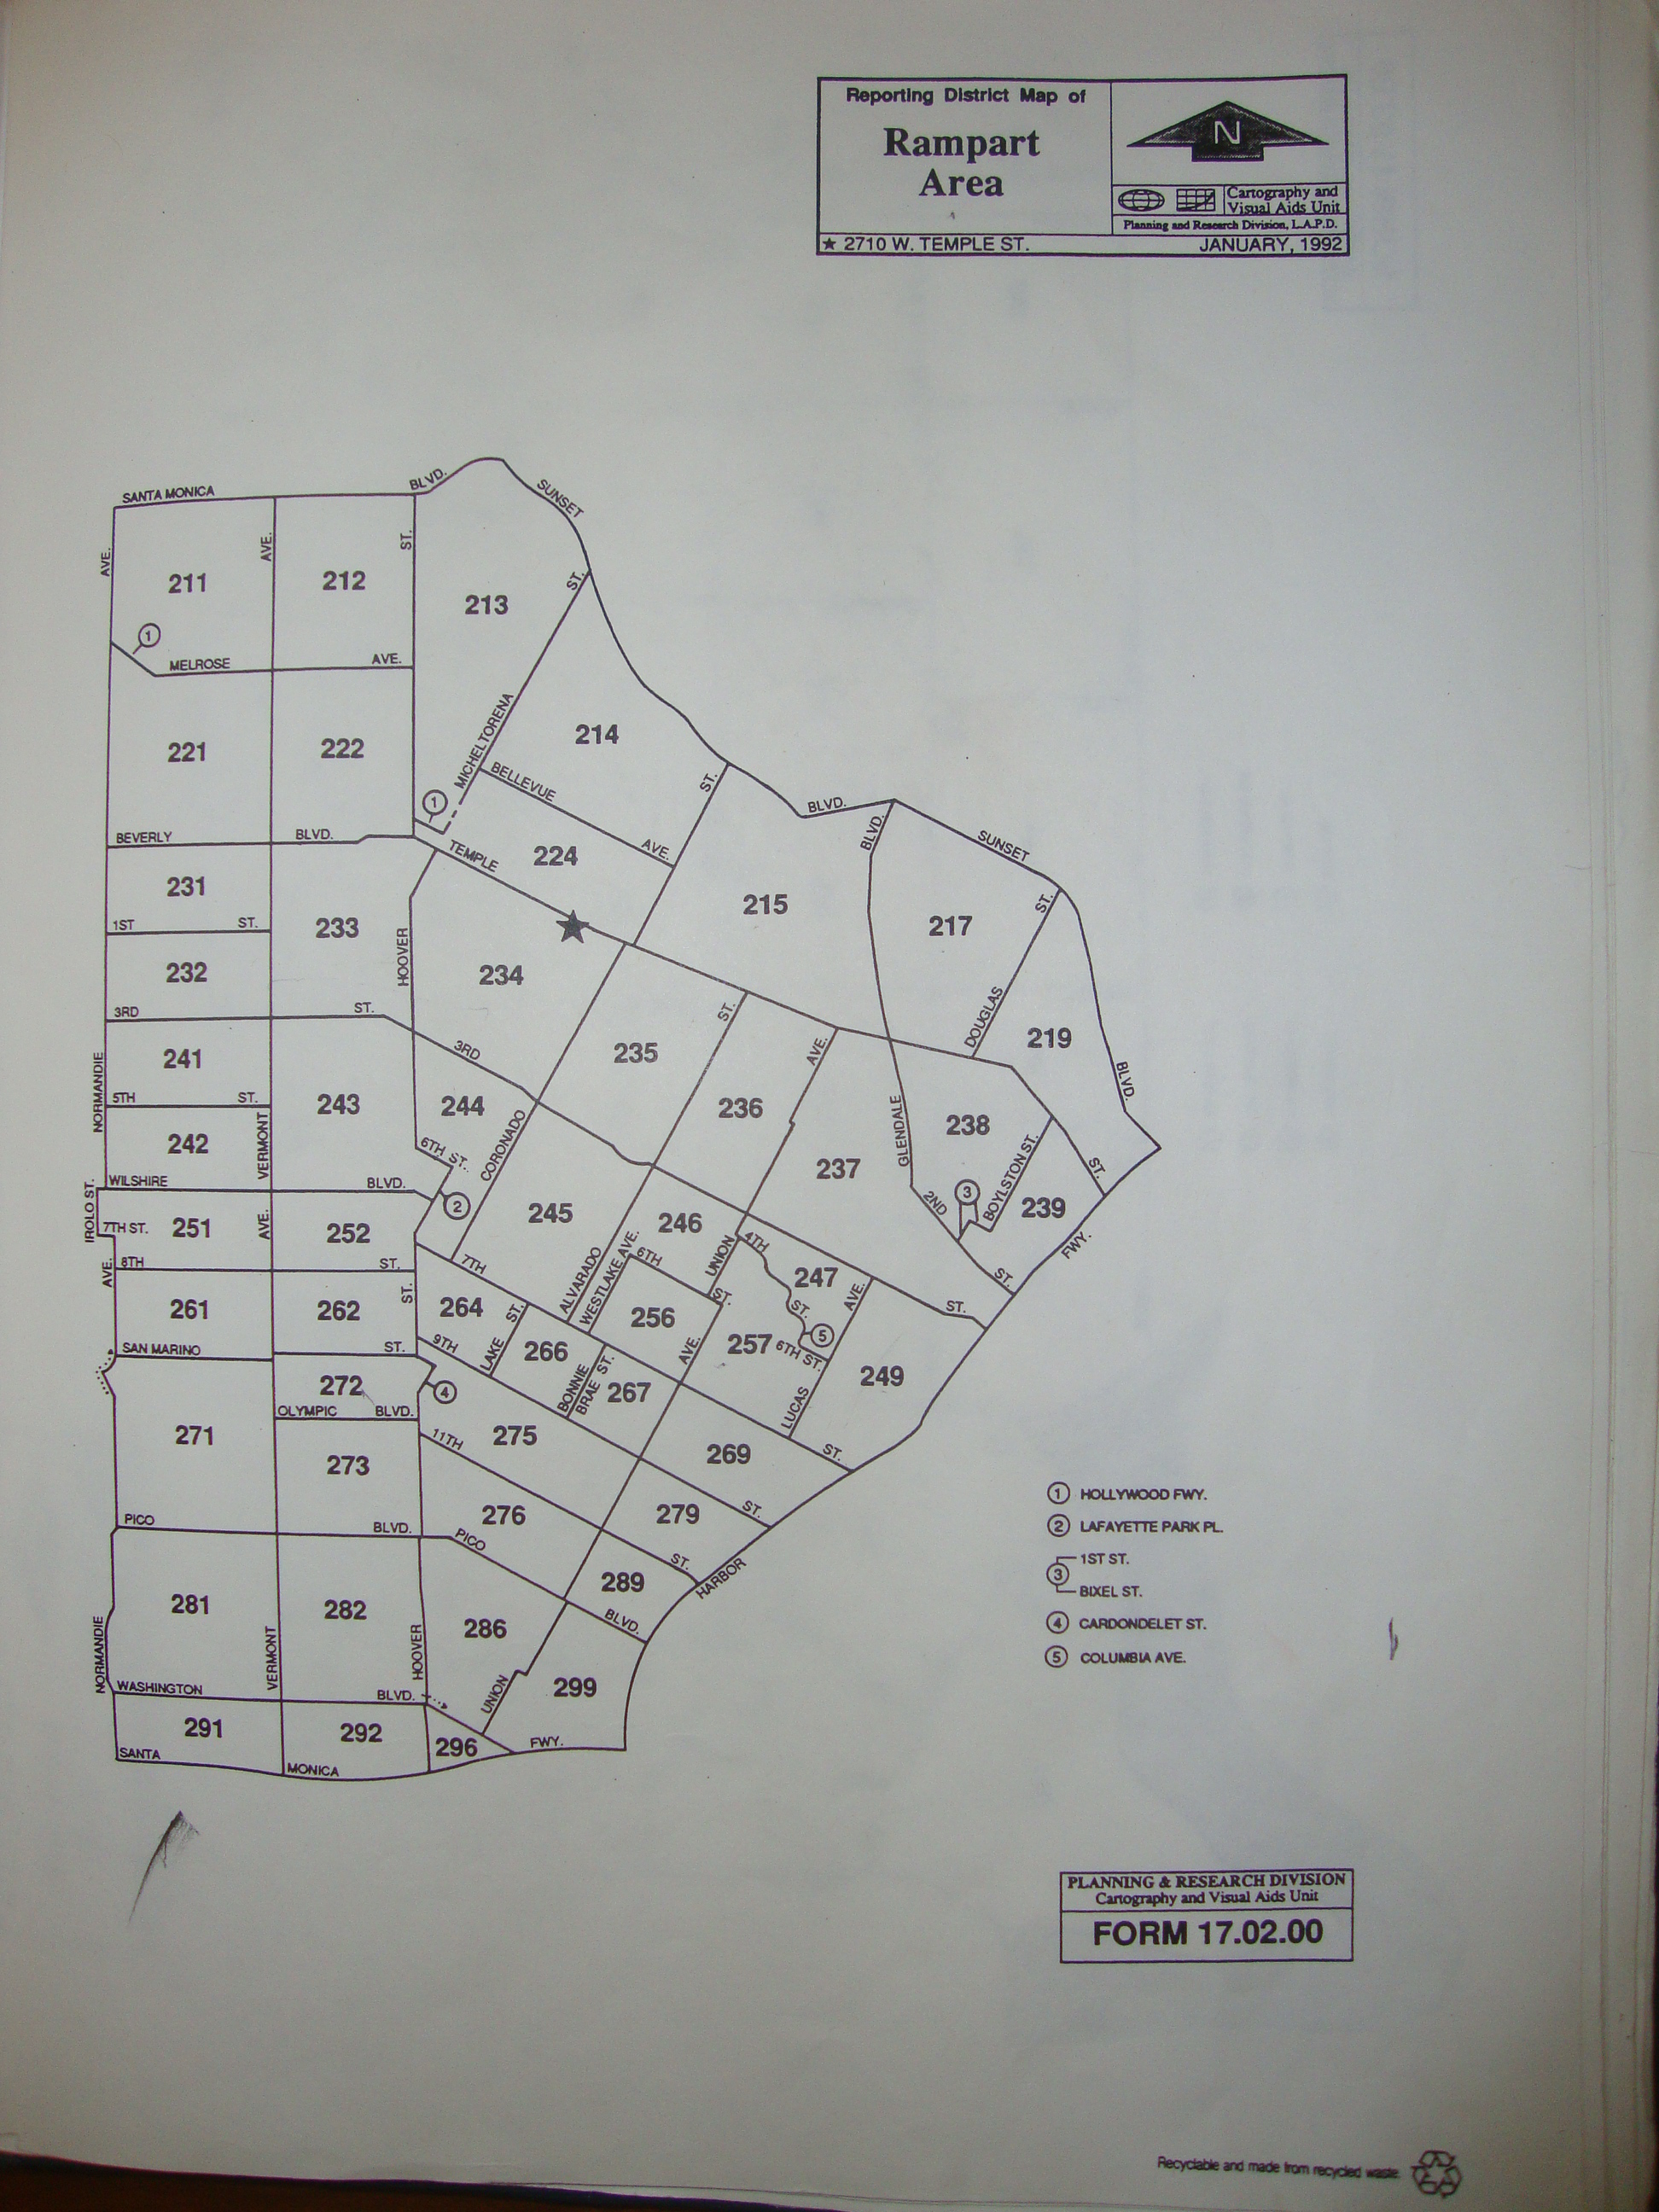 Reporting District Map of
Rampart
Area
N
Cartography and
Visual Aids Unit
Planning and Research Division, L.A.P.D.
★ 2710 W. TEMPLE ST.
JANUARY, 1992
SANTA MONICA
BLVD.
SUNSET
AVE.
AVE.
ST.
211
212
213
ST.
1
MELROSE
AVE.
MICHELTORENA
214
BELLEVUE
ST.
221
222
1
BLVD.
BLVD.
SUNSET
BEVERLY
BLVD.
TEMPLE
224
AVE.
231
215
217
ST.
1ST
ST.
233
HOOVER
234
232
DOUGLAS
219
3RD
ST.
3RD
235
ST.
AVE.
BLVD.
NORMANDIE
241
243
244
236
238
5TH
ST.
VERMONT
CORONADO
GLENDALE
BOYLSTON ST.
242
6TH ST.
237
ST.
WILSHIRE
BLVD.
2
2ND
3
239
IROLO ST.
7TH ST.
251
AVE.
252
245
246
FWY.
8TH
ST.
7TH
ALVARADO
WESTLAKE AVE.
6TH
UNION
4TH
247
ST.
AVE.
261
262
ST.
264
ST.
256
ST.
ST.
AVE.
ST.
SAN MARINO
ST.
9TH
LAKE
266
AVE.
257
6TH ST.
5
272
4
BONNIE
BRAE ST.
267
249
OLYMPIC
BLVD.
LUCAS
271
11TH
275
269
ST.
273
276
279
ST.
PICO
BLVD.
PICO
ST.
HARBOR
281
282
289
286
BLVD.
NORMANDIE
VERMONT
HOOVER
UNION
299
WASHINGTON
BLVD.
291
292
296
FWY.
SANTA
MONICA
1 HOLLYWOOD FWY.
2 LAFAYETTE PARK PL.
1ST ST.
3
BIXEL ST.
4 CARDONDELET ST.
5 COLUMBIA AVE.
PLANNING & RESEARCH DIVISION
Cartography and Visual Aids Unit
FORM 17.02.00
Recyclable and made from recycled waste.